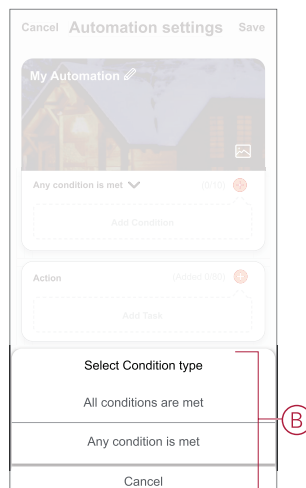 Cancel Automation settings Save
My Automation
Any condition is met (0/10)
Add Condition
Action (Added 0/60)
Add Task
Select Condition type
All conditions are met
Any condition is met
B
Cancel